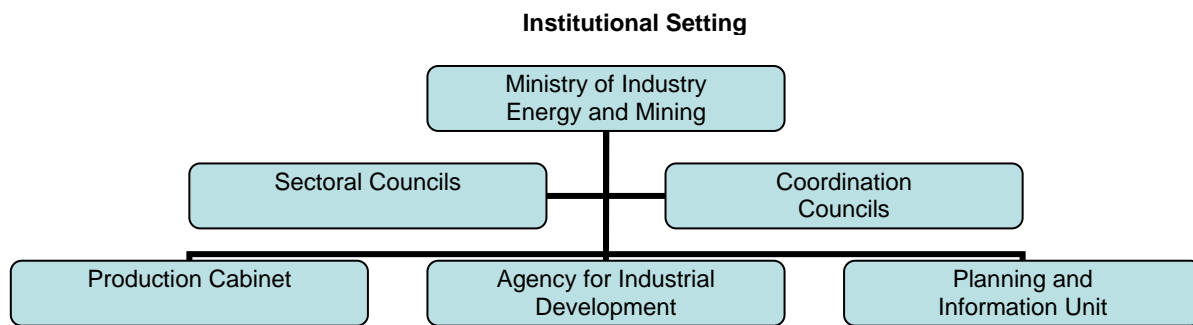 Institutional Setting
Ministry of Industry
Energy and Mining
Sectoral Councils
Coordination
Councils
Production Cabinet
Agency for Industrial
Development
Planning and
Information Unit